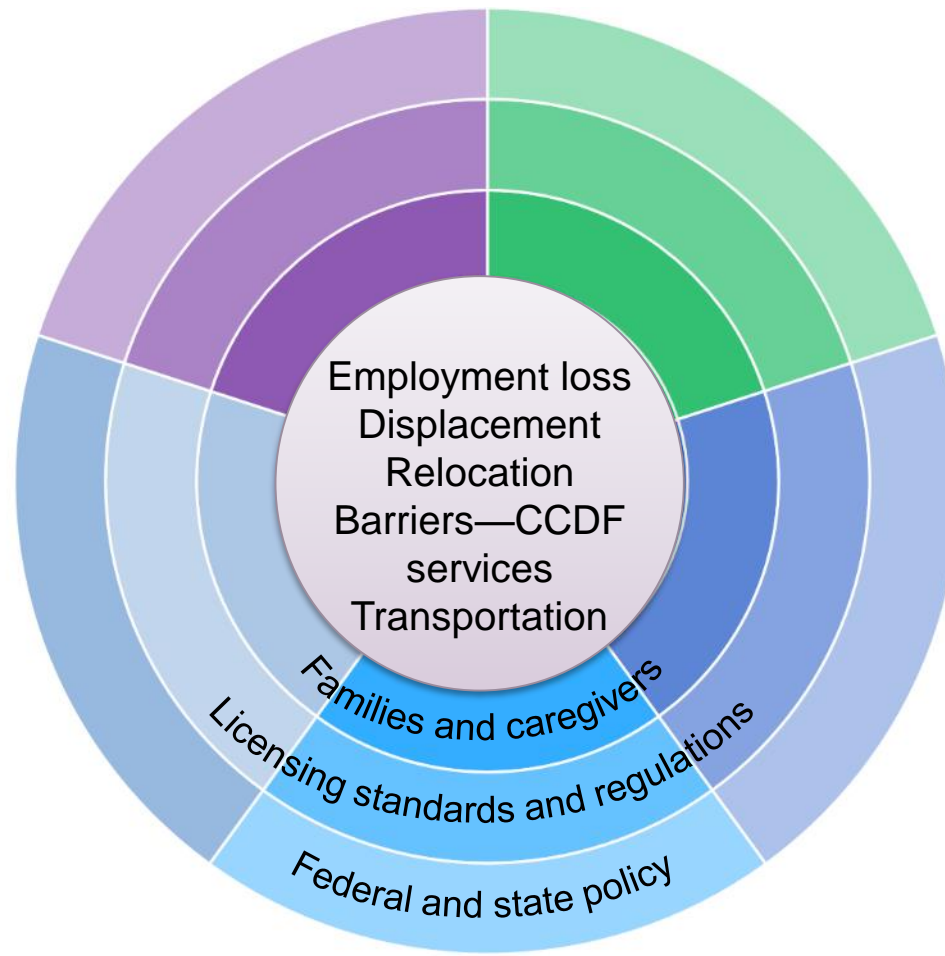 Employment loss
Displacement
Relocation
Barriers—CCDF
services
Transportation
Families and caregivers
Licensing standards and regulations
Federal and state policy